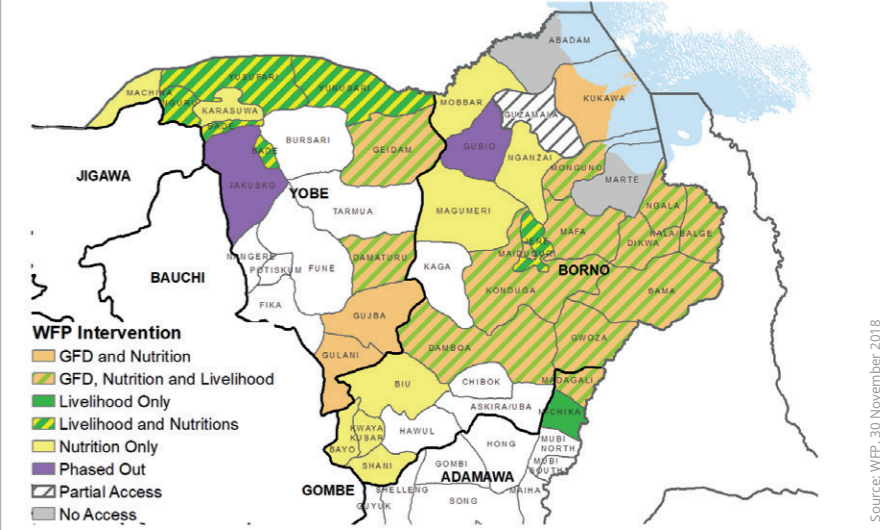 ABADAM
YUSUFARI
YUNUSARI
MACHINA
NGURU
KARASUWA
BADE
MOBBAR
GUZAMALA
KUKAWA
BURSARI
GEIDAM
GUBIO
NGANZAI
MONGUNO
MARTE
BADE
JIGAWA
JAKUSKO
YOBE
TARMUA
MAGUMERI
NGALA
KALA/BALGE
MAFA
DIKWA
JERE
MAIDUGURI
BORNO
NANGERE
POTISKUM
FUNE
DAMATURU
KAGA
BAUCHI
KONDUGA
BAMA
FIKA
GUJBA
GWOZA
GULANI
DAMBOA
WFP Intervention
GFD and Nutrition
GFD, Nutrition and Livelihood
Livelihood Only
Livelihood and Nutritions
Nutrition Only
Phased Out
Partial Access
No Access
BIU
CHIBOK
MADAGALI
ASKIRA/UBA
MICHIKA
KWAYA
KUSAR
HAWUL
BAYO
HONG
MUBI
NORTH
SHANI
GOMBI
MUBI
SOUTH
ADAMAWA
GOMBE
SHELLENG
MAIHA
SONG
GUYUK
Source: WFP, 30 November 2018